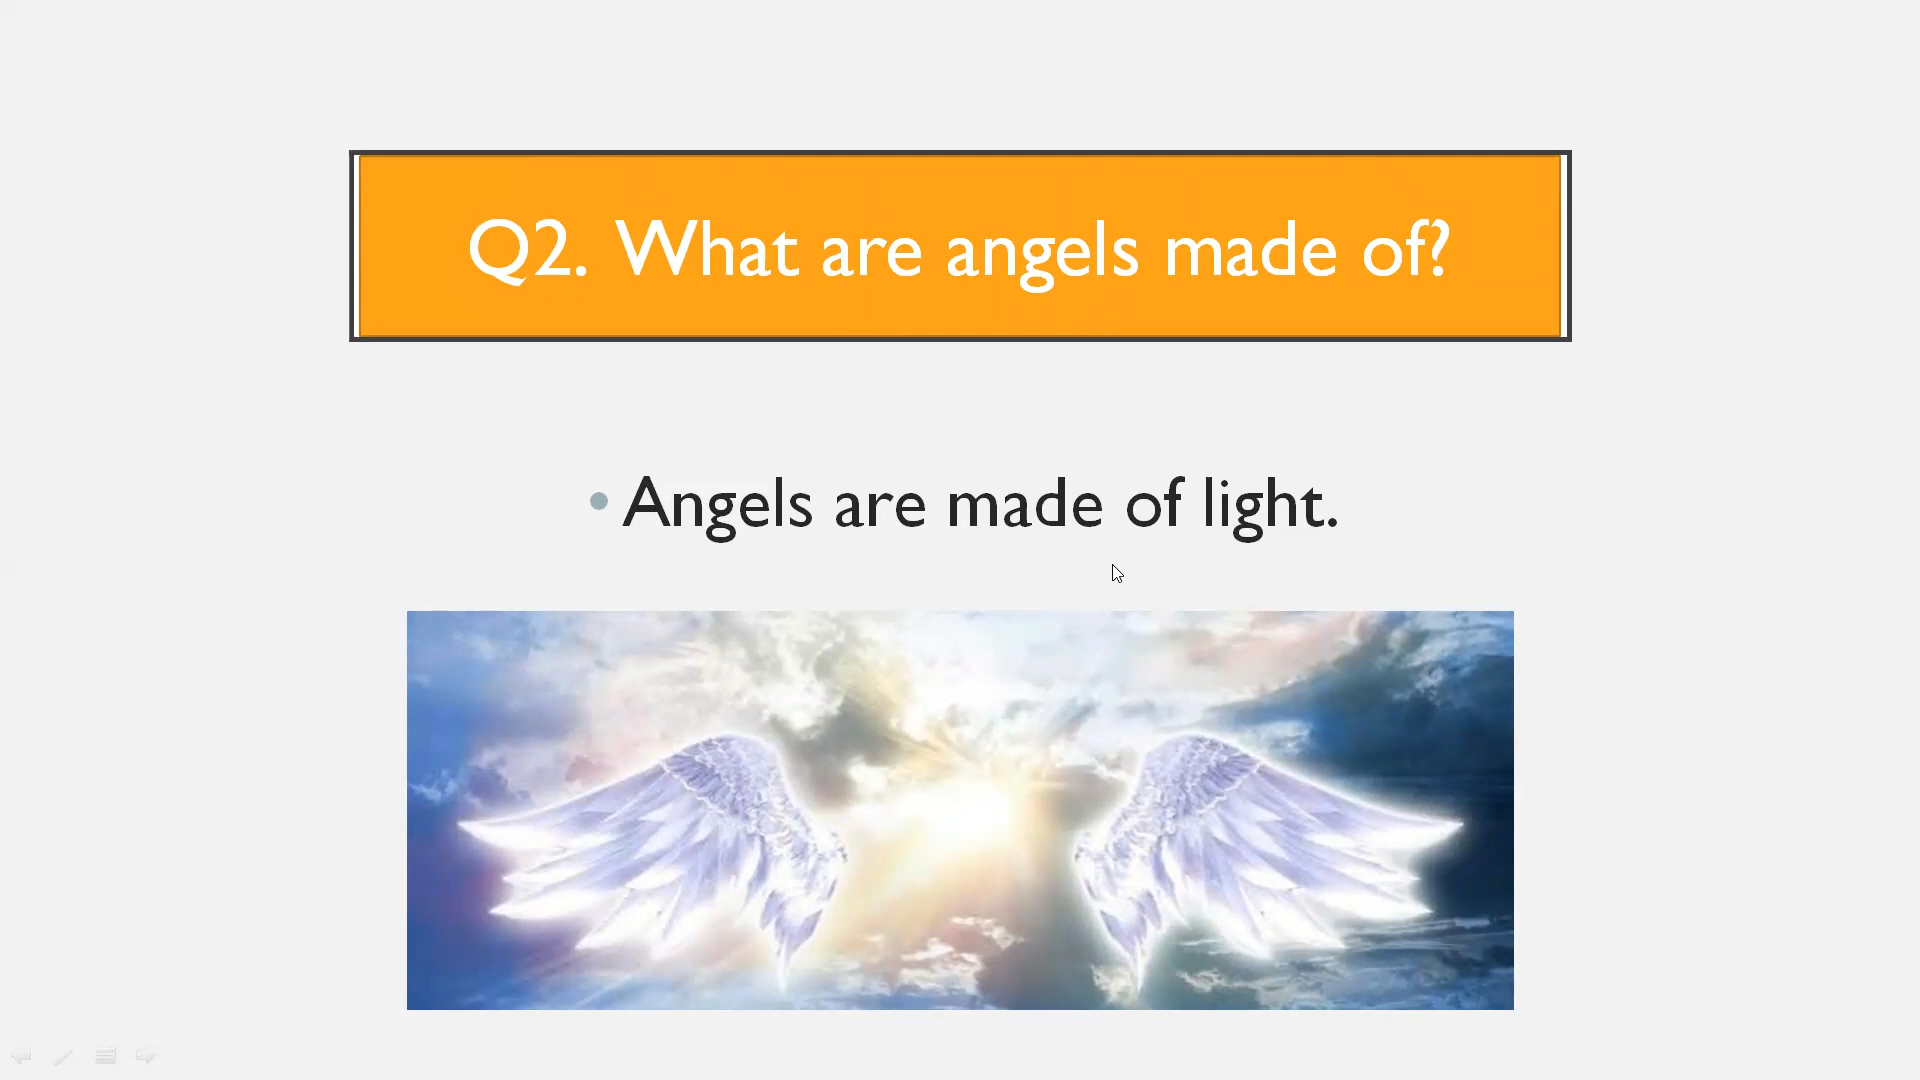 Q2. What are angels made of?
• Angels are made of light.